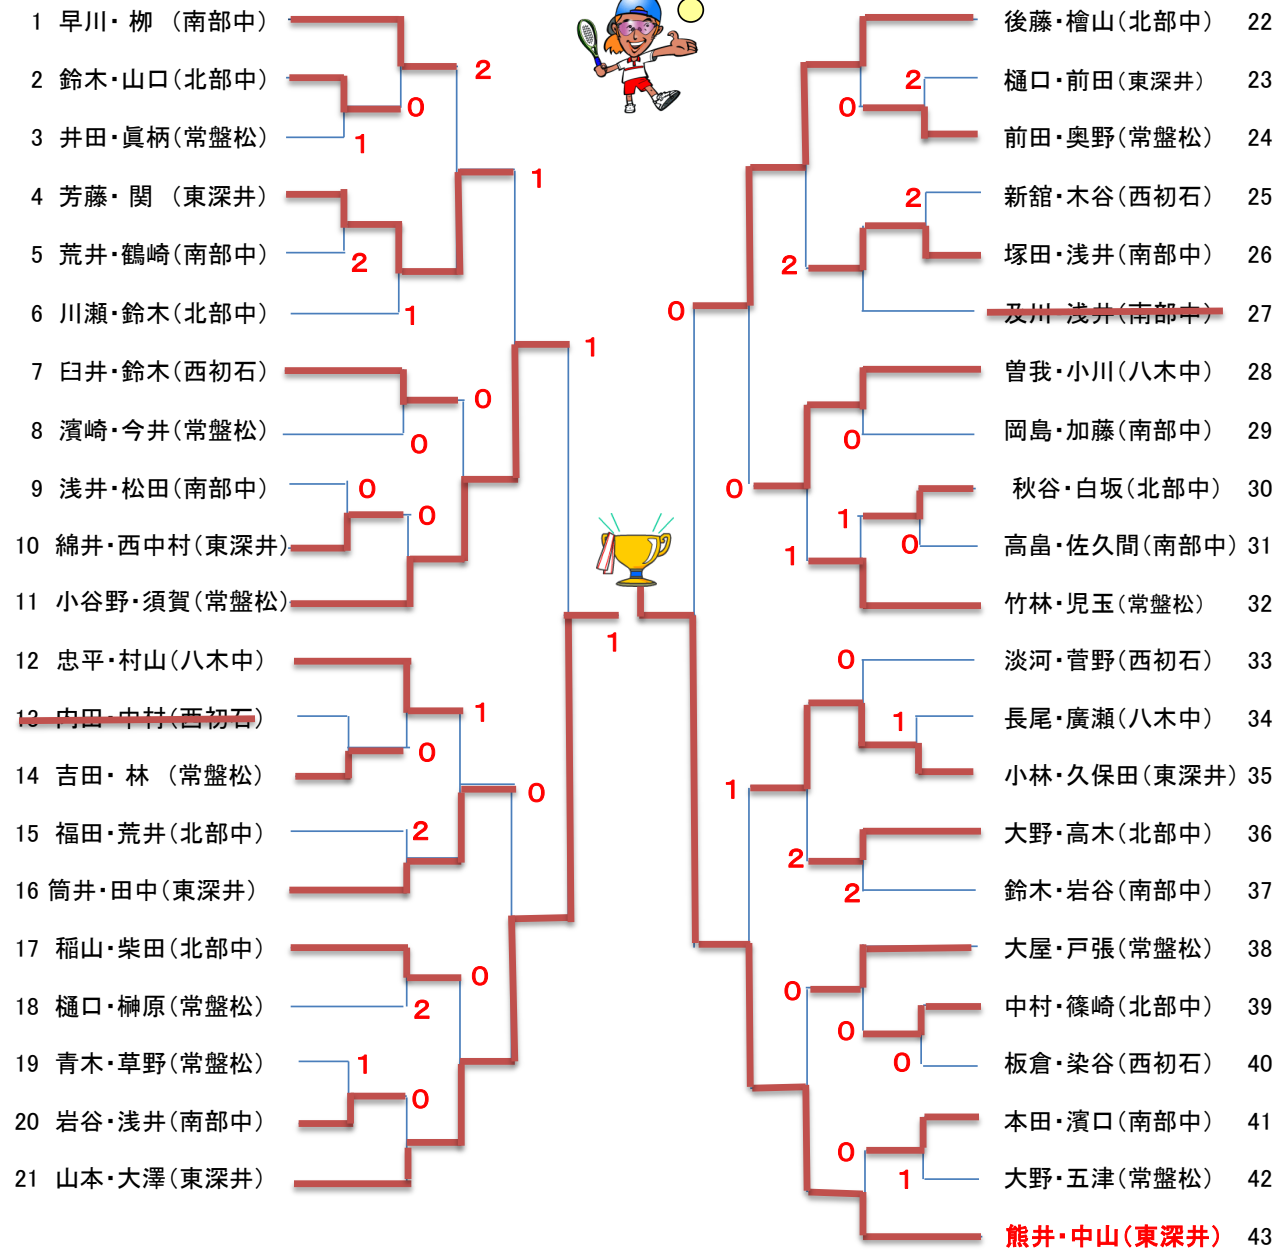 1 早川・栁 （南部中）
2 鈴木・山口（北部中）
3 井田・眞柄（常盤松）
4 芳藤・関 （東深井）
5 荒井・鶴崎（南部中）
6 川瀬・鈴木（北部中）
7 臼井・鈴木（西初石）
8 濱崎・今井（常盤松）
9 浅井・松田（南部中）
10 綿井・西中村（東深井）
11 小谷野・須賀（常盤松）
12 忠平・村山（八木中）
13 内田・中村（西初石）
14 吉田・林 （常盤松）
15 福田・荒井（北部中）
16 筒井・田中（東深井）
17 稲山・柴田（北部中）
18 樋口・榊原（常盤松）
19 青木・草野（常盤松）
20 岩谷・浅井（南部中）
21 山本・大澤（東深井）
2
0
1
1
2
1
1
0
0
0
0
1
0
0
2
0
2
1
0
1
0
2
0
2
2
0
0
1
0
1
0
1
1
2
2
0
0
0
0
1
後藤・檜山（北部中） 22
樋口・前田（東深井） 23
前田・奥野（常盤松） 24
新舘・木谷（西初石） 25
塚田・浅井（南部中） 26
及川・浅井（南部中） 27
曽我・小川（八木中） 28
岡島・加藤（南部中） 29
秋谷・白坂（北部中） 30
高畠・佐久間（南部中） 31
竹林・児玉（常盤松） 32
淡河・菅野（西初石） 33
長尾・廣瀬（八木中） 34
小林・久保田（東深井） 35
大野・高木（北部中） 36
鈴木・岩谷（南部中） 37
大屋・戸張（常盤松） 38
中村・篠崎（北部中） 39
板倉・染谷（西初石） 40
本田・濱口（南部中） 41
大野・五津（常盤松） 42
熊井・中山（東深井） 43